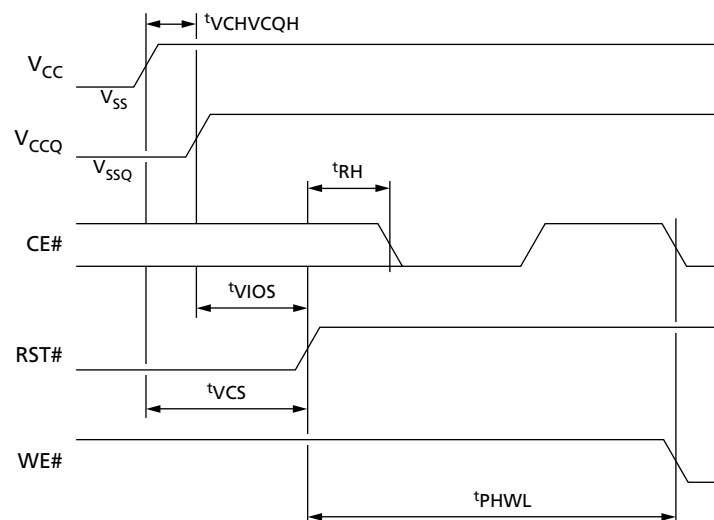 tVCHVCQH
VCC
VSS
VCCQ
VSSQ
tRH
CE#
tVIOS
RST#
tVCS
WE#
tPHWL